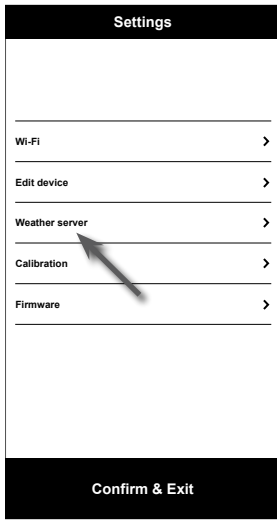 Settings
Wi-Fi
Edit device
Weather server
Calibration
Firmware
Confirm & Exit